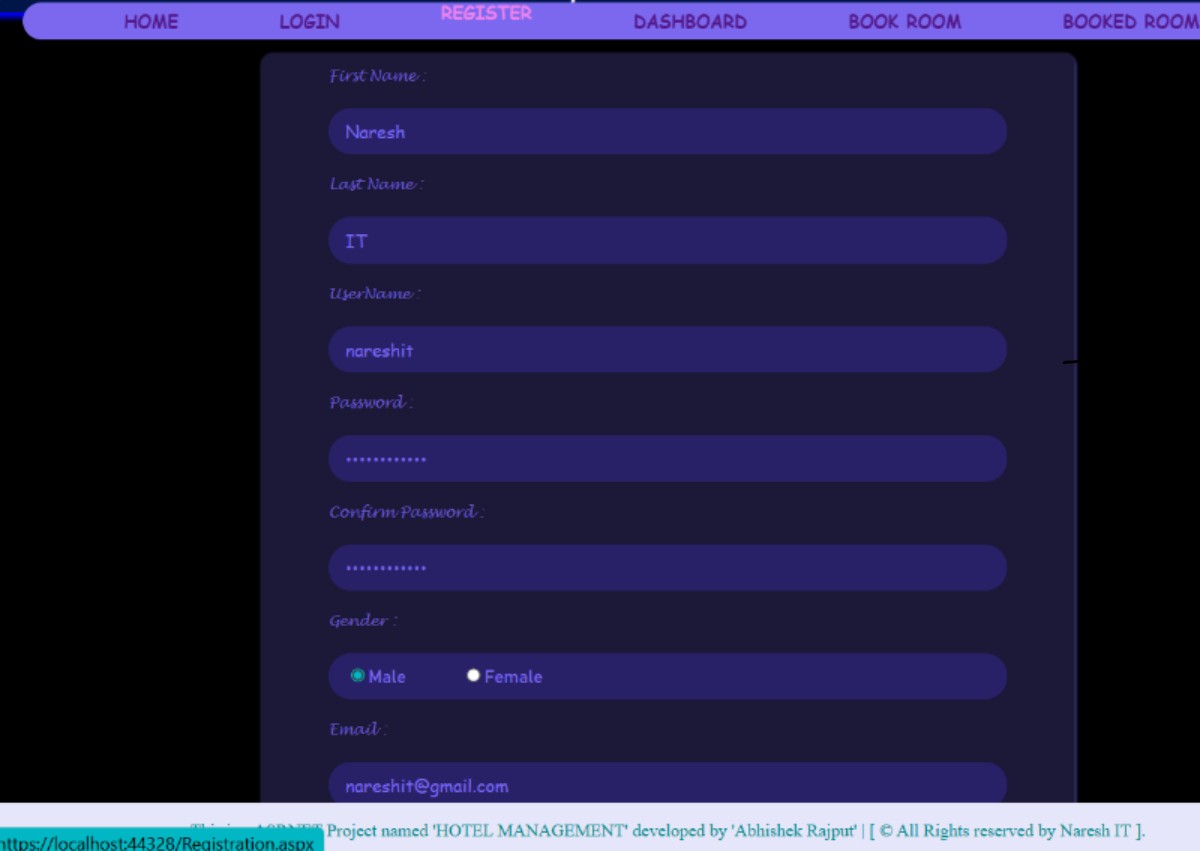 HOME LOGIN REGISTER DASHBOARD BOOK ROOM BOOKED ROOM
First Name :
Naresh
Last Name :
IT
UserName :
nareshit
Password :
••••••••••••
Confirm Password :
••••••••••••
Gender :
Male Female
Email :
nareshit@gmail.com
Project named 'HOTEL MANAGEMENT' developed by 'Abhishek Rajput' | [ © All Rights reserved by Naresh IT ].
https://localhost:44328/Registration.aspx